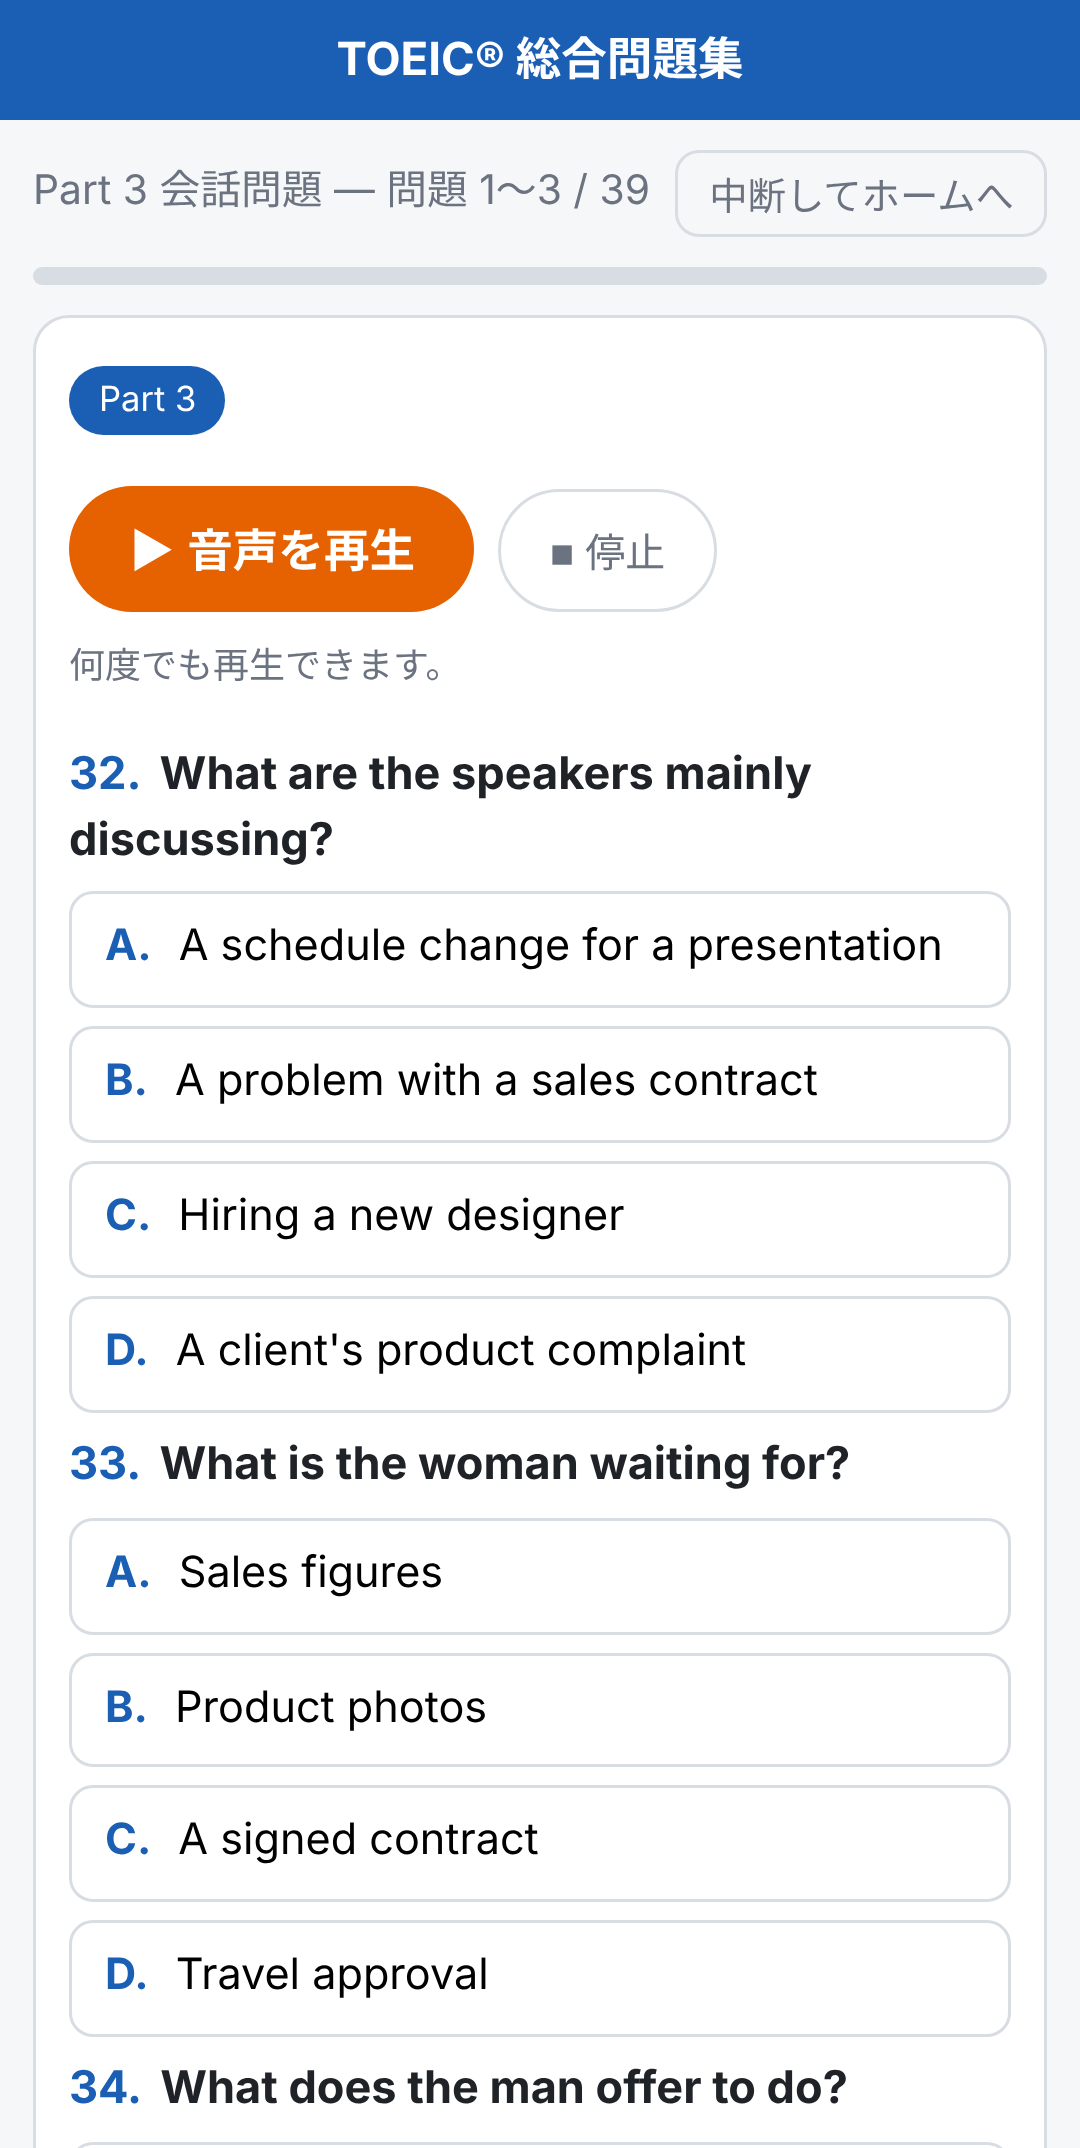 TOEIC® 総合問題集
Part 3 会話問題 — 問題 1〜3 / 39
中断してホームへ
Part 3
▶ 音声を再生
■ 停止
何度でも再生できます。
32. What are the speakers mainly
discussing?
A. A schedule change for a presentation
B. A problem with a sales contract
C. Hiring a new designer
D. A client's product complaint
33. What is the woman waiting for?
A. Sales figures
B. Product photos
C. A signed contract
D. Travel approval
34. What does the man offer to do?